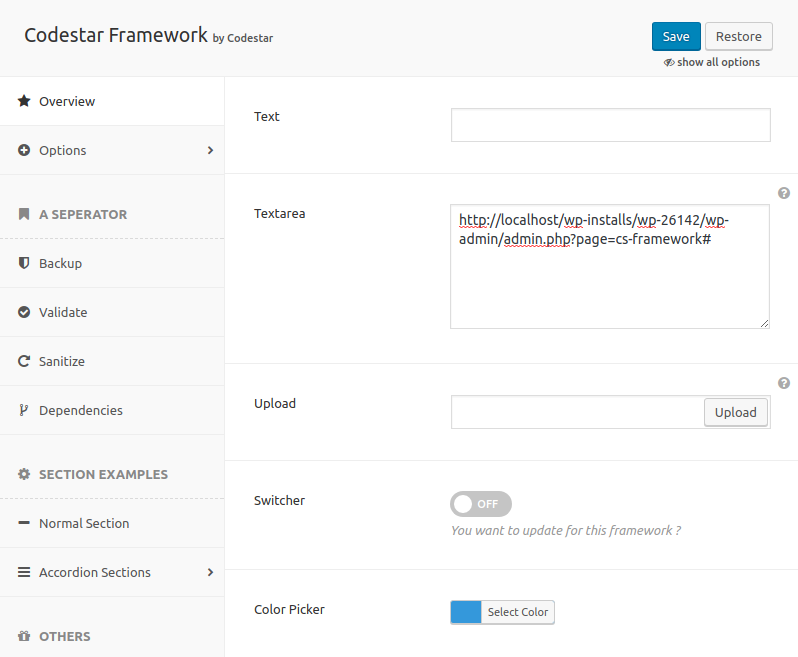 Codestar Framework by Codestar
Save
Restore
show all options
Overview
Options
A SEPERATOR
Backup
Validate
Sanitize
Dependencies
SECTION EXAMPLES
Normal Section
Accordion Sections
OTHERS
Text
Textarea
http://localhost/wp-installs/wp-26142/wp-
admin/admin.php?page=cs-framework#
Upload
Upload
Switcher
OFF
You want to update for this framework ?
Color Picker
Select Color